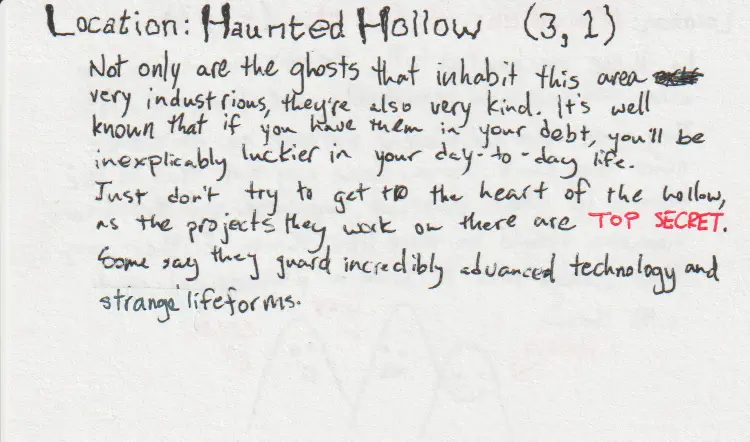 Location: Haunted Hollow (3, 1)
Not only are the ghosts that inhabit this area
very industrious, they're also very kind. It's well
known that if you have them in your debt, you'll be
inexplicably luckier in your day-to-day life.
Just don't try to get to the heart of the hollow,
as the projects they work on there are TOP SECRET.
Some say they guard incredibly advanced technology and
strange lifeforms.